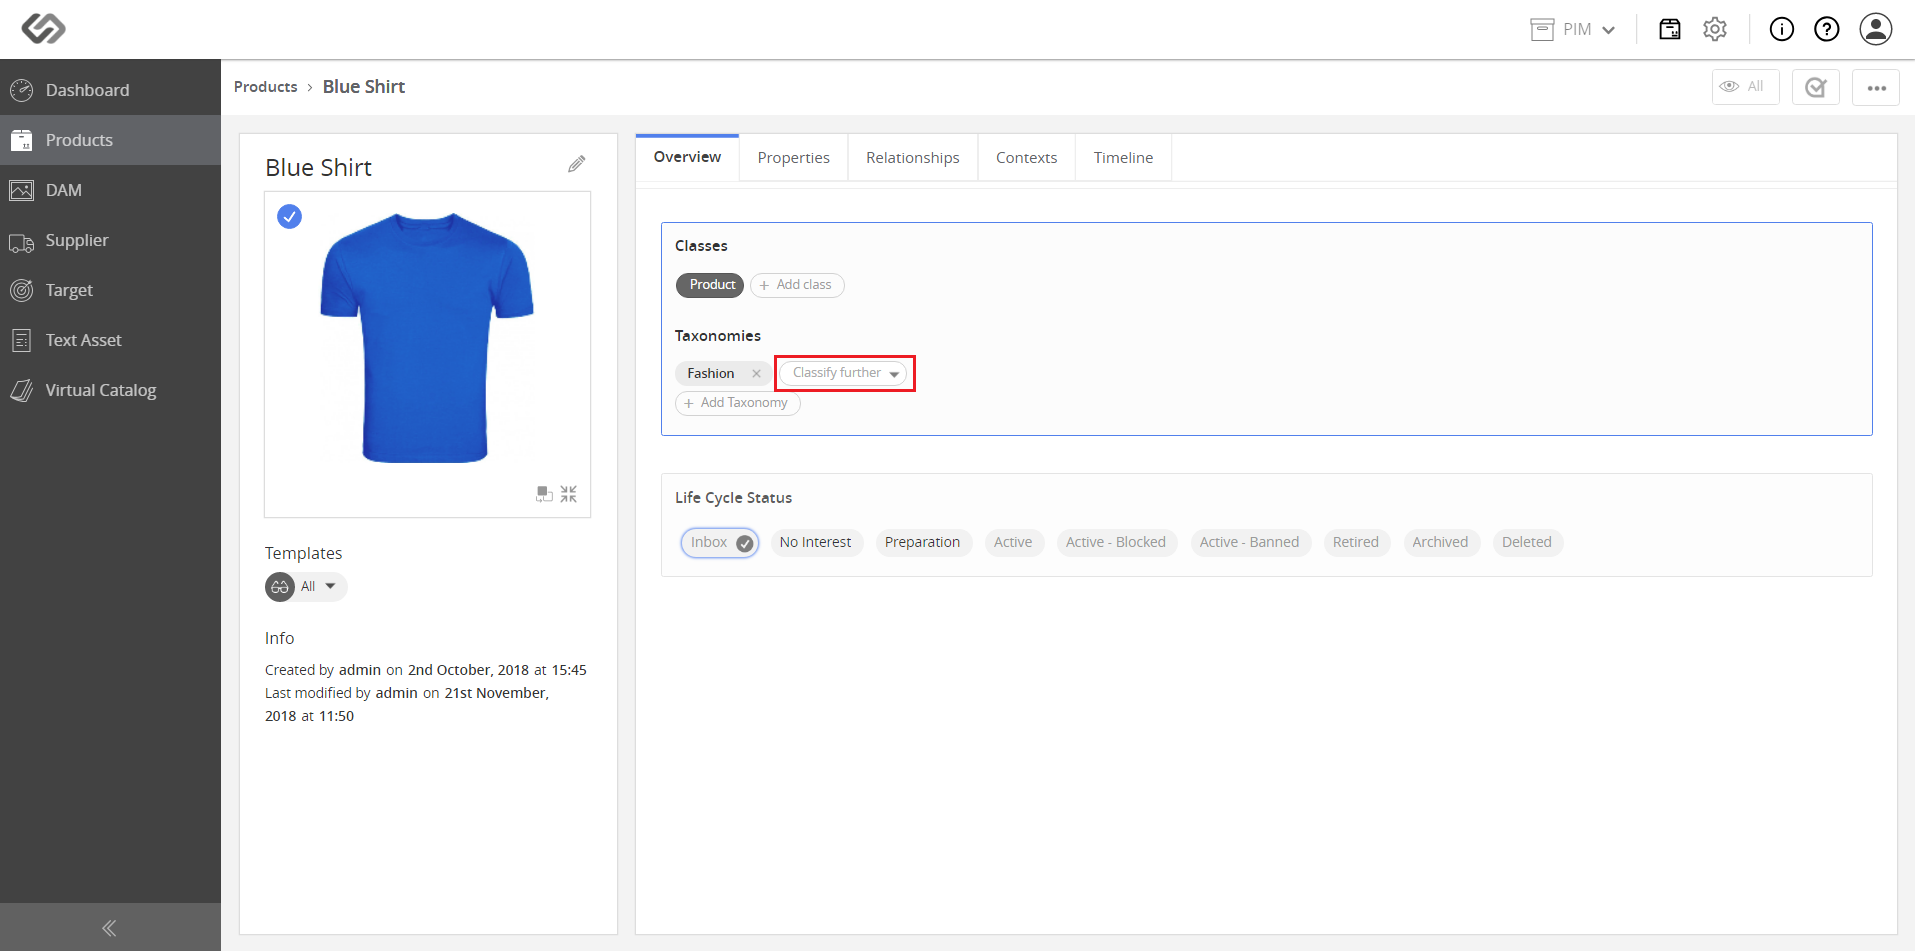 PIM
Dashboard
Products
DAM
Supplier
Target
Text Asset
Virtual Catalog
Products > Blue Shirt
All
Blue Shirt
Templates
All
Info
Created by admin on 2nd October, 2018 at 15:45
Last modified by admin on 21st November,
2018 at 11:50
Overview Properties Relationships Contexts Timeline
Classes
Product + Add class
Taxonomies
Fashion × Classify further
+ Add Taxonomy
Life Cycle Status
Inbox No Interest Preparation Active Active - Blocked Active - Banned Retired Archived Deleted